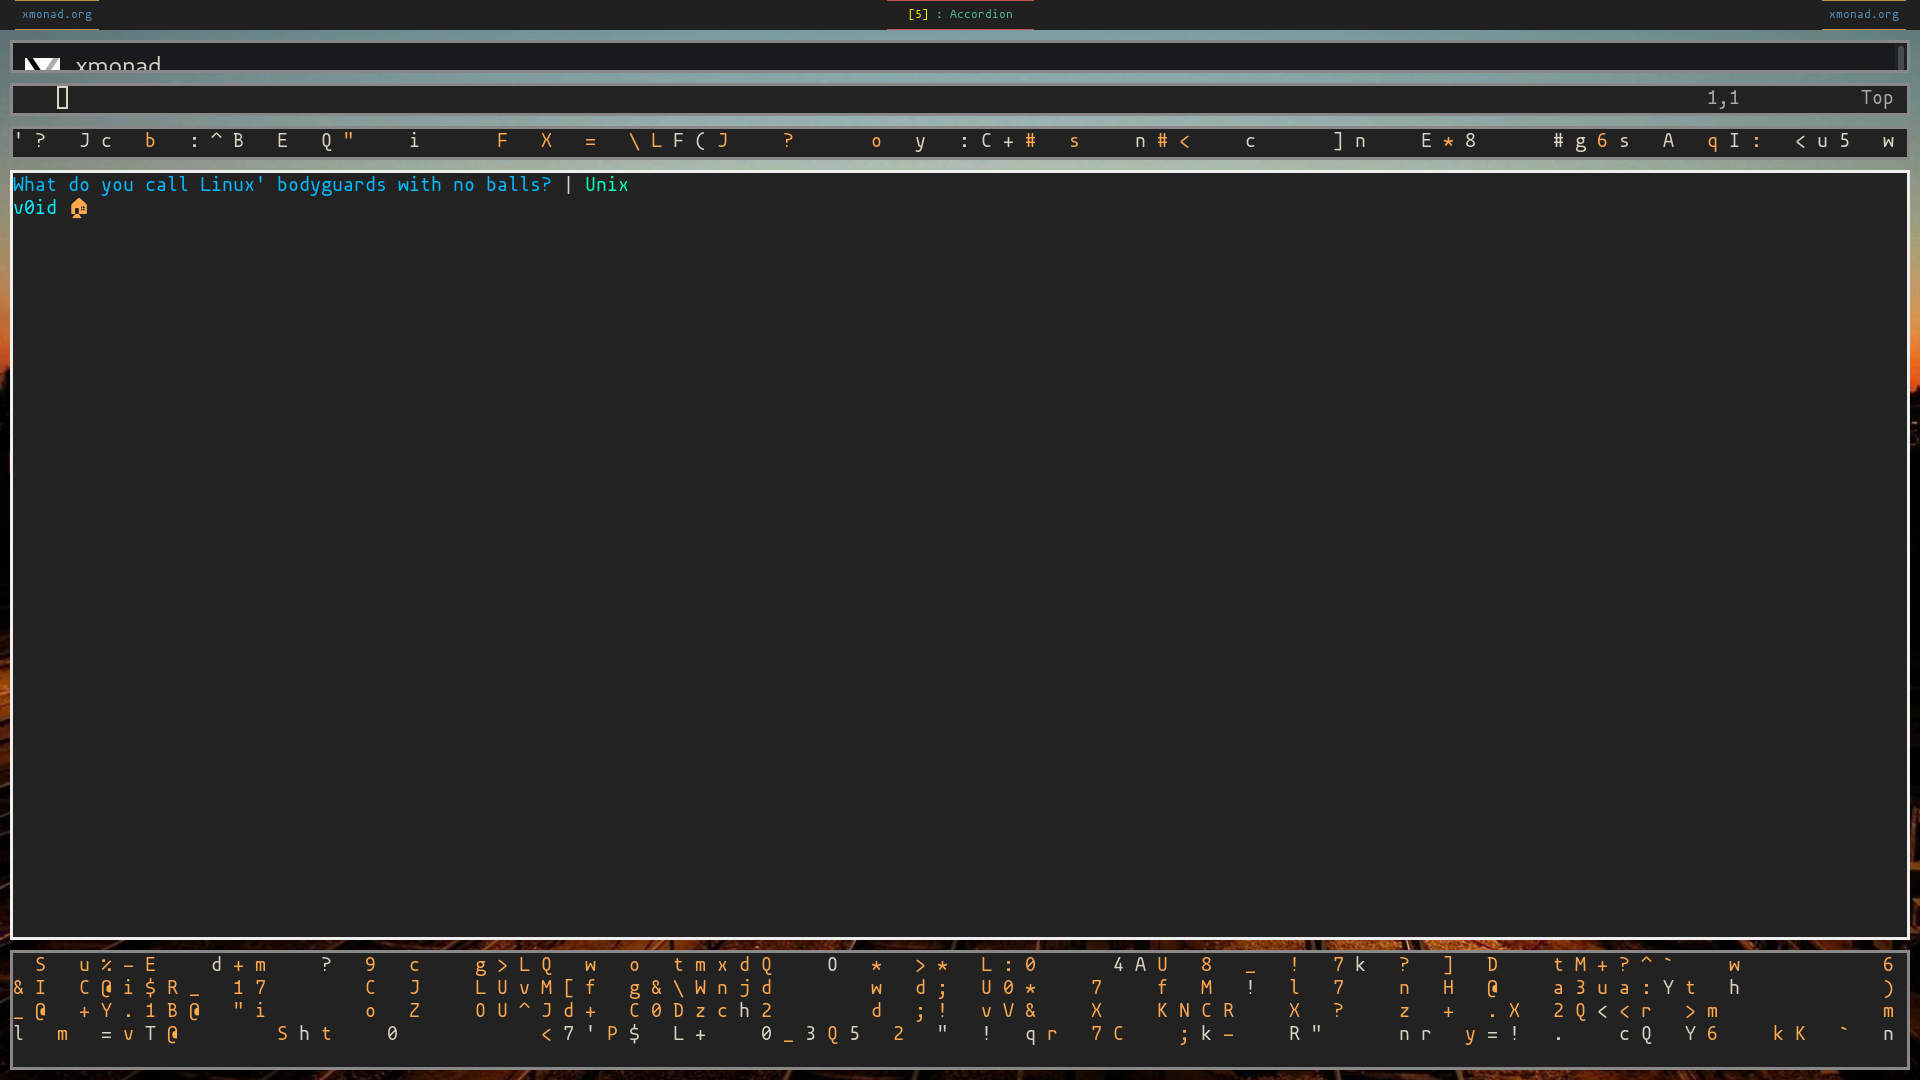 xmonad.org [5] : Accordion xmonad.org
xmonad
1,1 Top
' ? J c b : ^ B E Q " i F X = \ L F ( J ? o y : C + # s n # < c ] n E * 8 # g 6 s A q I : < u 5 w
What do you call Linux' bodyguards with no balls? | Unix
v0id
S u % - E d + m ? 9 c g > L Q w o t m x d Q O * > * L : 0 4 A U 8 _ ! 7 k ? ] D t M + ? ^ ` w 6
& I C @ i $ R _ 1 7 C J L U v M [ f g & \ W n j d w d ; U 0 * 7 f M ! l 7 n H @ a 3 u a : Y t h )
_ @ + Y . 1 B @ " i o Z O U ^ J d + C 0 D z c h 2 d ; ! v V & X K N C R X ? z + . X 2 Q < < r > m m
l m = v T @ S h t 0 < 7 ' P $ L + 0 _ 3 Q 5 2 " ! q r 7 C ; k - R " n r y = ! . c Q Y 6 k K ` n